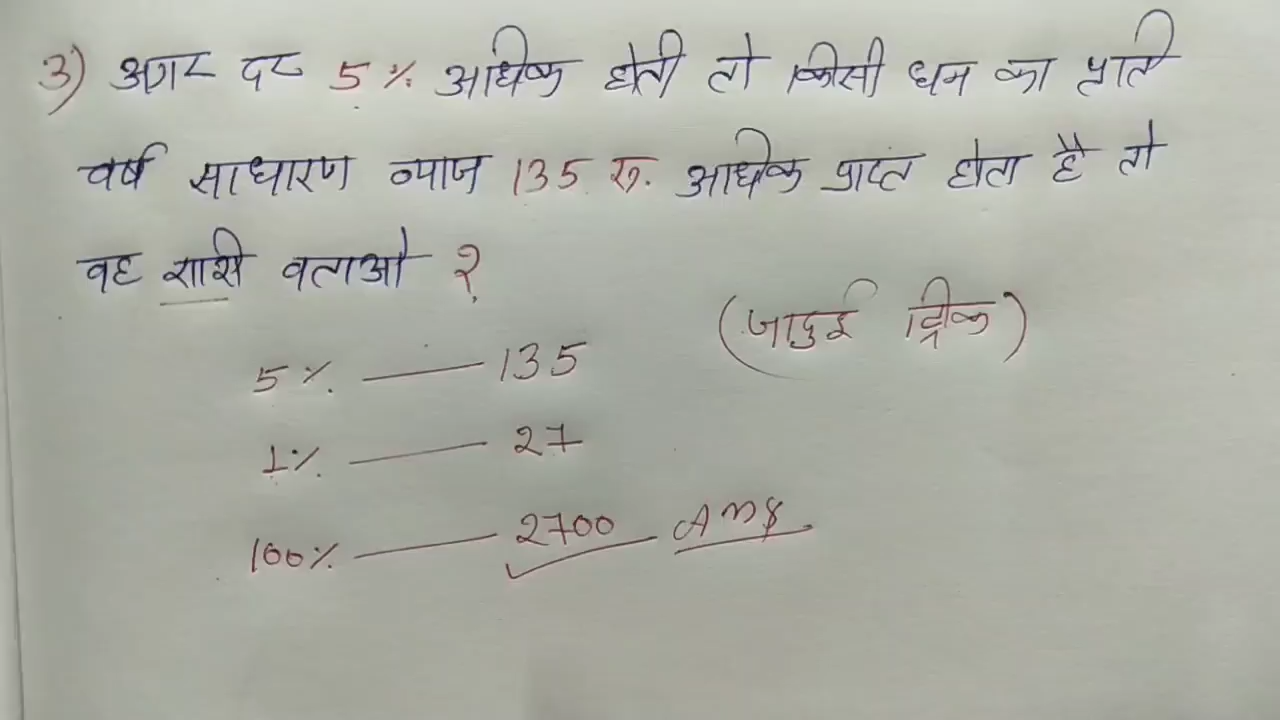 3) अगर दर 5% अधिक होती तो किसी धन का प्रति
वर्ष साधारण ब्याज 135 रु. अधिक प्राप्त होता है तो
वह राशि बताओ ?
(जादुई ट्रिक)
5% — 135
1% — 27
100% — 2700 Ans.